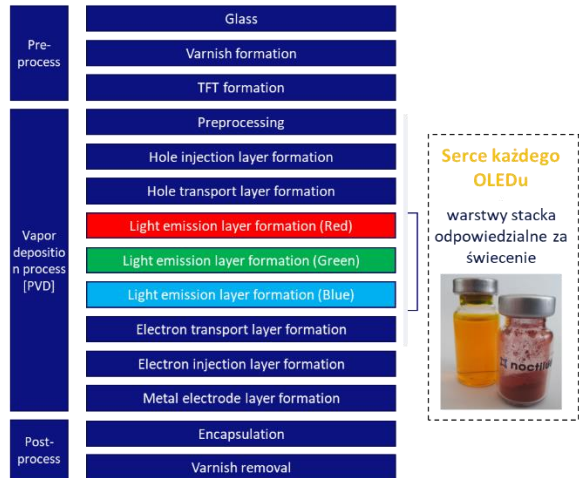 Pre-
process
Glass
Varnish formation
TFT formation
Vapor
depositio
n process
[PVD]
Preprocessing
Hole injection layer formation
Hole transport layer formation
Light emission layer formation (Red)
Light emission layer formation (Green)
Light emission layer formation (Blue)
Electron transport layer formation
Electron injection layer formation
Metal electrode layer formation
Post-
process
Encapsulation
Varnish removal
Serce każdego
OLEDu
warstwy stacka
odpowiedzialne za
świecenie